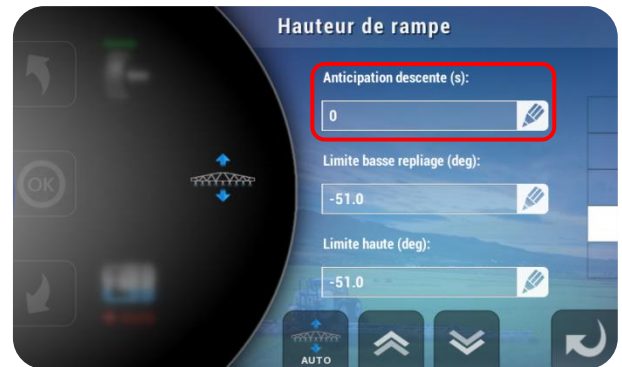 Hauteur de rampe
Anticipation descente (s):
0
OK
Limite basse repliage (deg):
-51.0
Limite haute (deg):
-51.0
AUTO